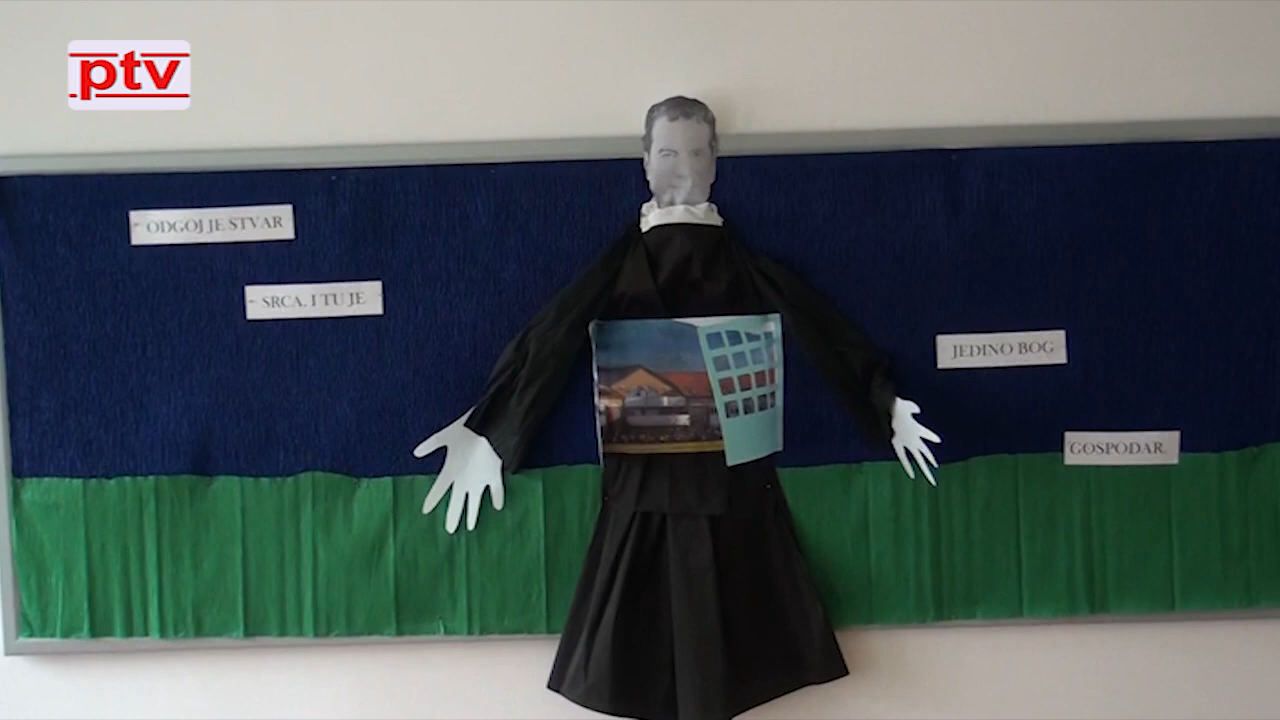 ptv
ODGOJ JE STVAR
SRCA. I TU JE
JEDINO BOG
GOSPODAR.